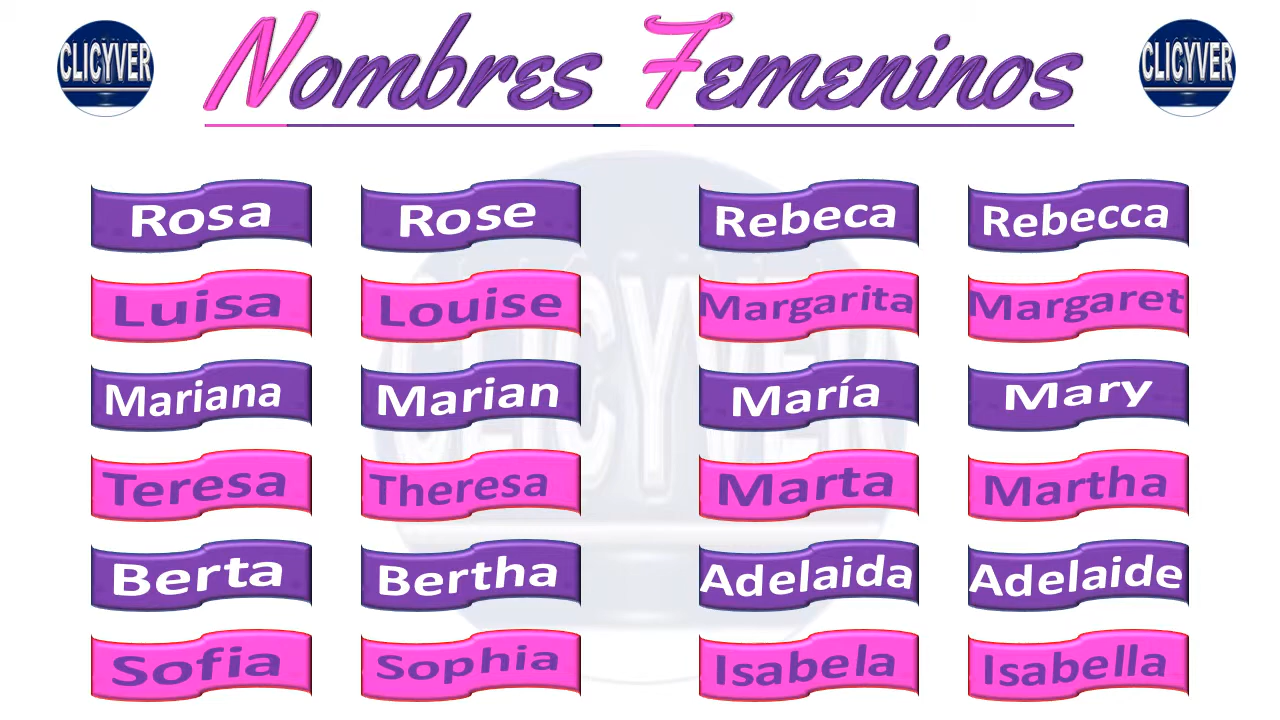 CLICYVER Nombres Femeninos CLICYVER
Rosa Rose Rebeca Rebecca
Luisa Louise Margarita Margaret
Mariana Marian María Mary
Teresa Theresa Marta Martha
Berta Bertha Adelaida Adelaide
Sofia Sophia Isabela Isabella
CLICYVER